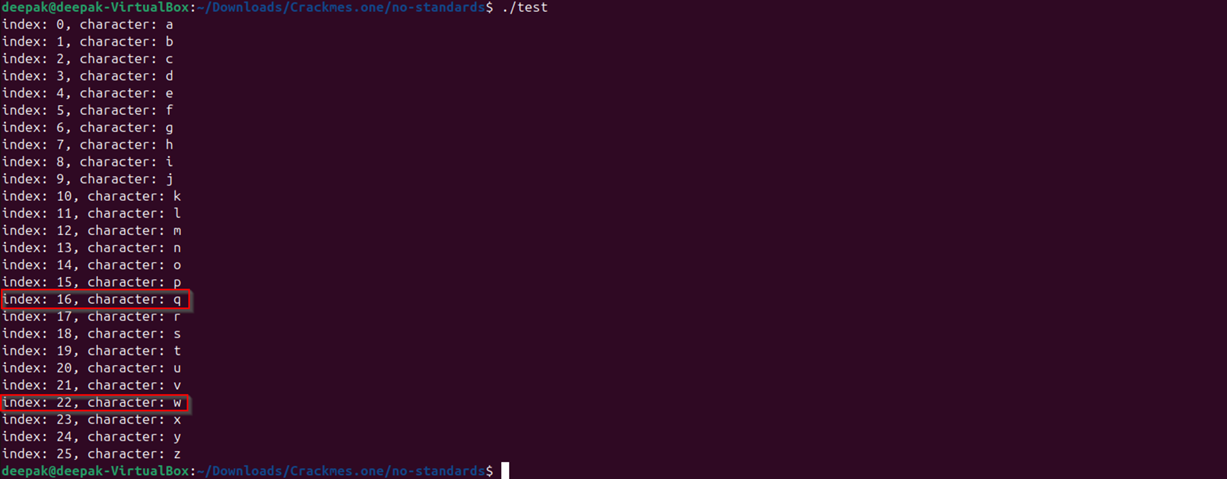 deepak@deepak-VirtualBox:~/Downloads/Crackmes.one/no-standards$ ./test
index: 0, character: a
index: 1, character: b
index: 2, character: c
index: 3, character: d
index: 4, character: e
index: 5, character: f
index: 6, character: g
index: 7, character: h
index: 8, character: i
index: 9, character: j
index: 10, character: k
index: 11, character: l
index: 12, character: m
index: 13, character: n
index: 14, character: o
index: 15, character: p
index: 16, character: q
index: 17, character: r
index: 18, character: s
index: 19, character: t
index: 20, character: u
index: 21, character: v
index: 22, character: w
index: 23, character: x
index: 24, character: y
index: 25, character: z
deepak@deepak-VirtualBox:~/Downloads/Crackmes.one/no-standards$